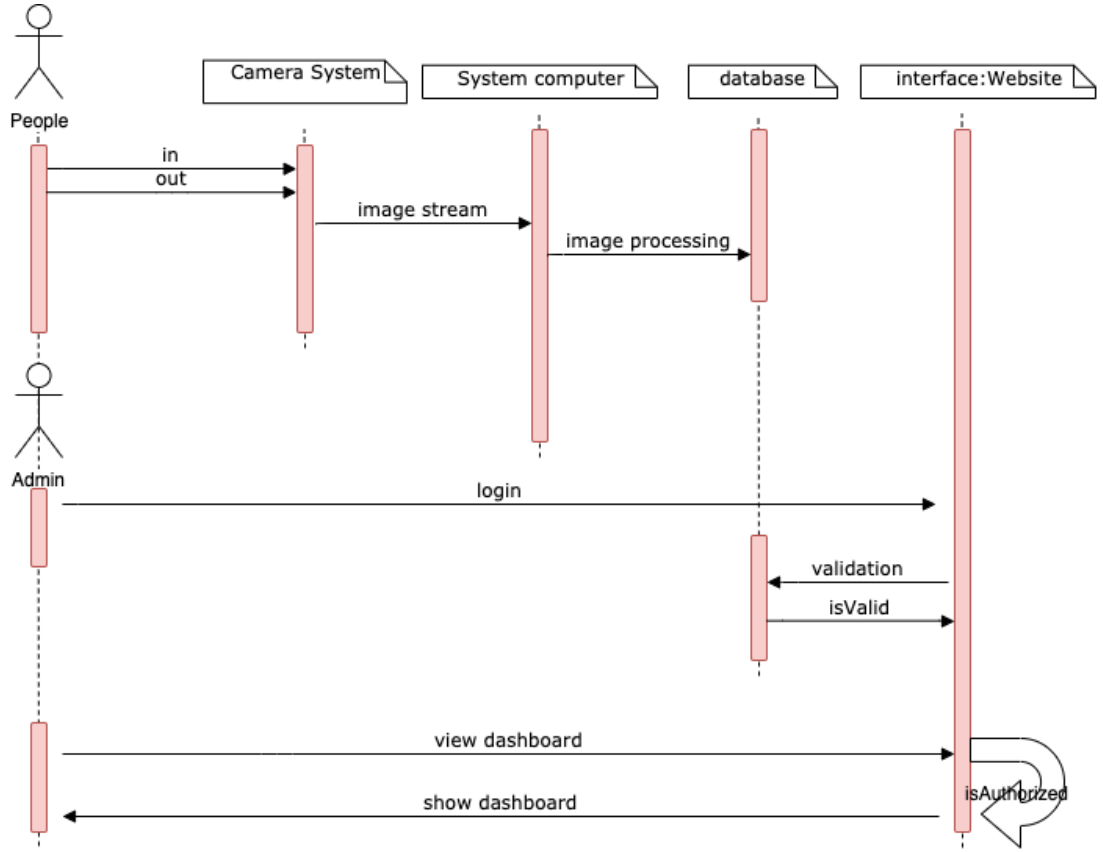 Camera System
System computer
database
interface:Website
People
in
out
image stream
image processing
Admin
login
validation
isValid
view dashboard
isAuthorized
show dashboard